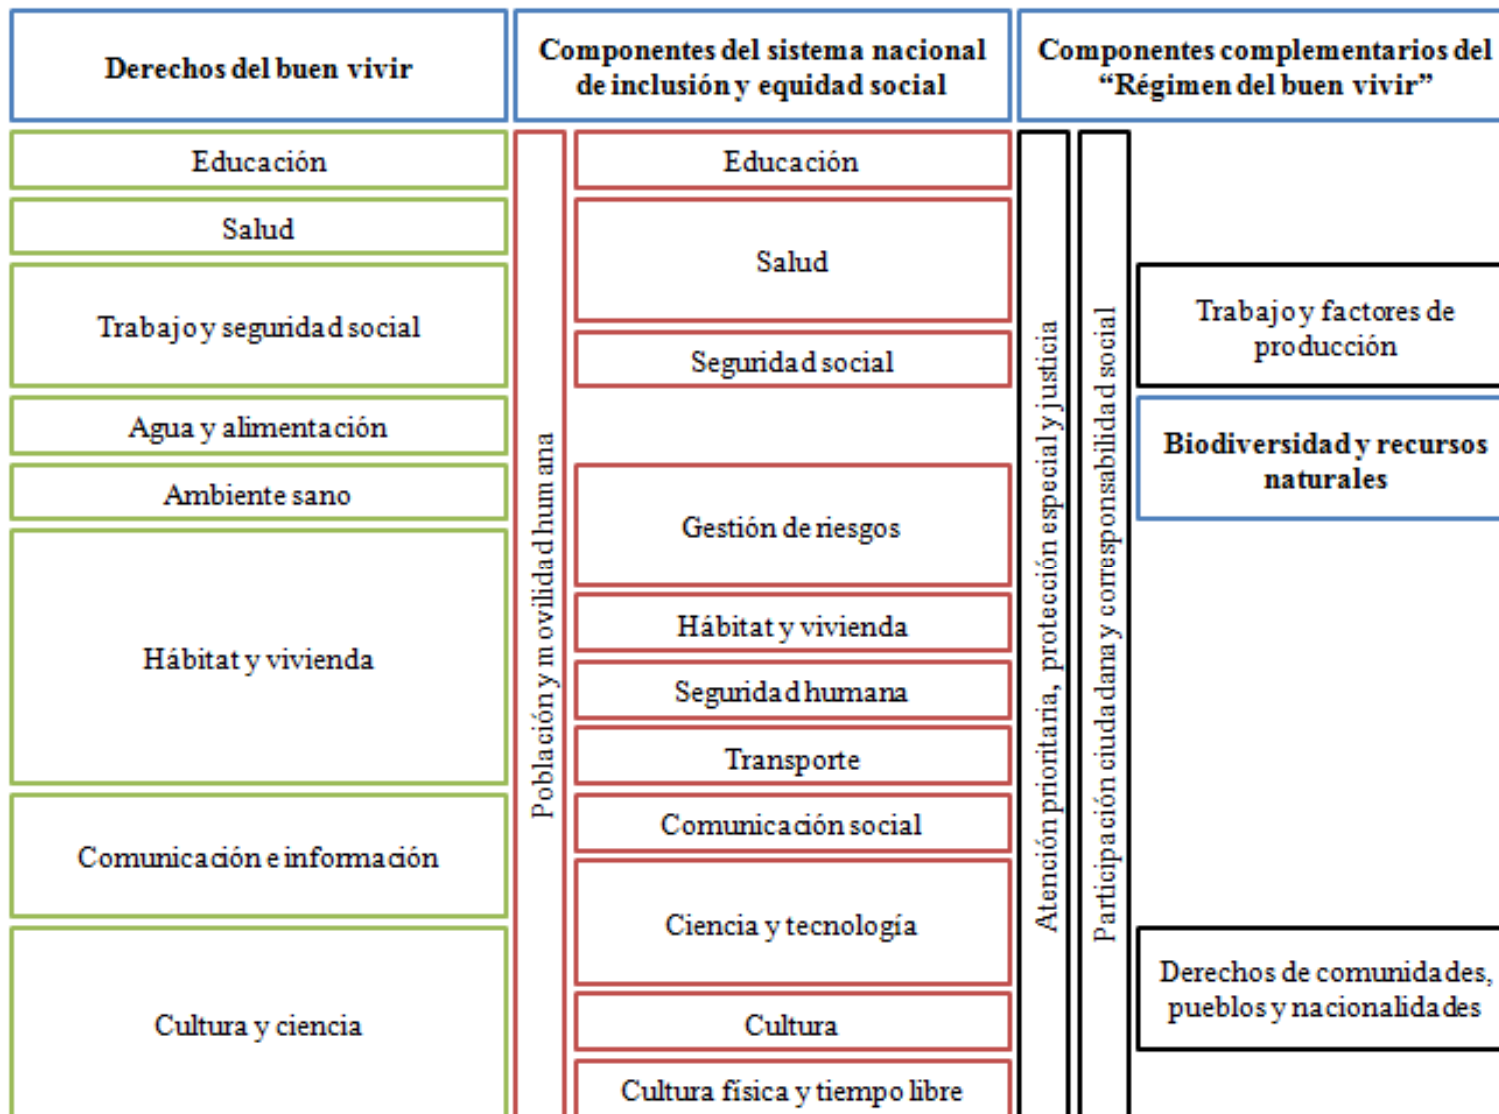 Derechos del buen vivir
Componentes del sistema nacional
de inclusión y equidad social
Componentes complementarios del
“Régimen del buen vivir”
Educación
Salud
Trabajo y seguridad social
Agua y alimentación
Ambiente sano
Hábitat y vivienda
Comunicación e información
Cultura y ciencia
Población y movilidad humana
Educación
Salud
Seguridad social
Gestión de riesgos
Hábitat y vivienda
Seguridad humana
Transporte
Comunicación social
Ciencia y tecnología
Cultura
Cultura física y tiempo libre
Atención prioritaria, protección especial y justicia
Participación ciudadana y corresponsabilidad social
Trabajo y factores de
producción
Biodiversidad y recursos
naturales
Derechos de comunidades,
pueblos y nacionalidades